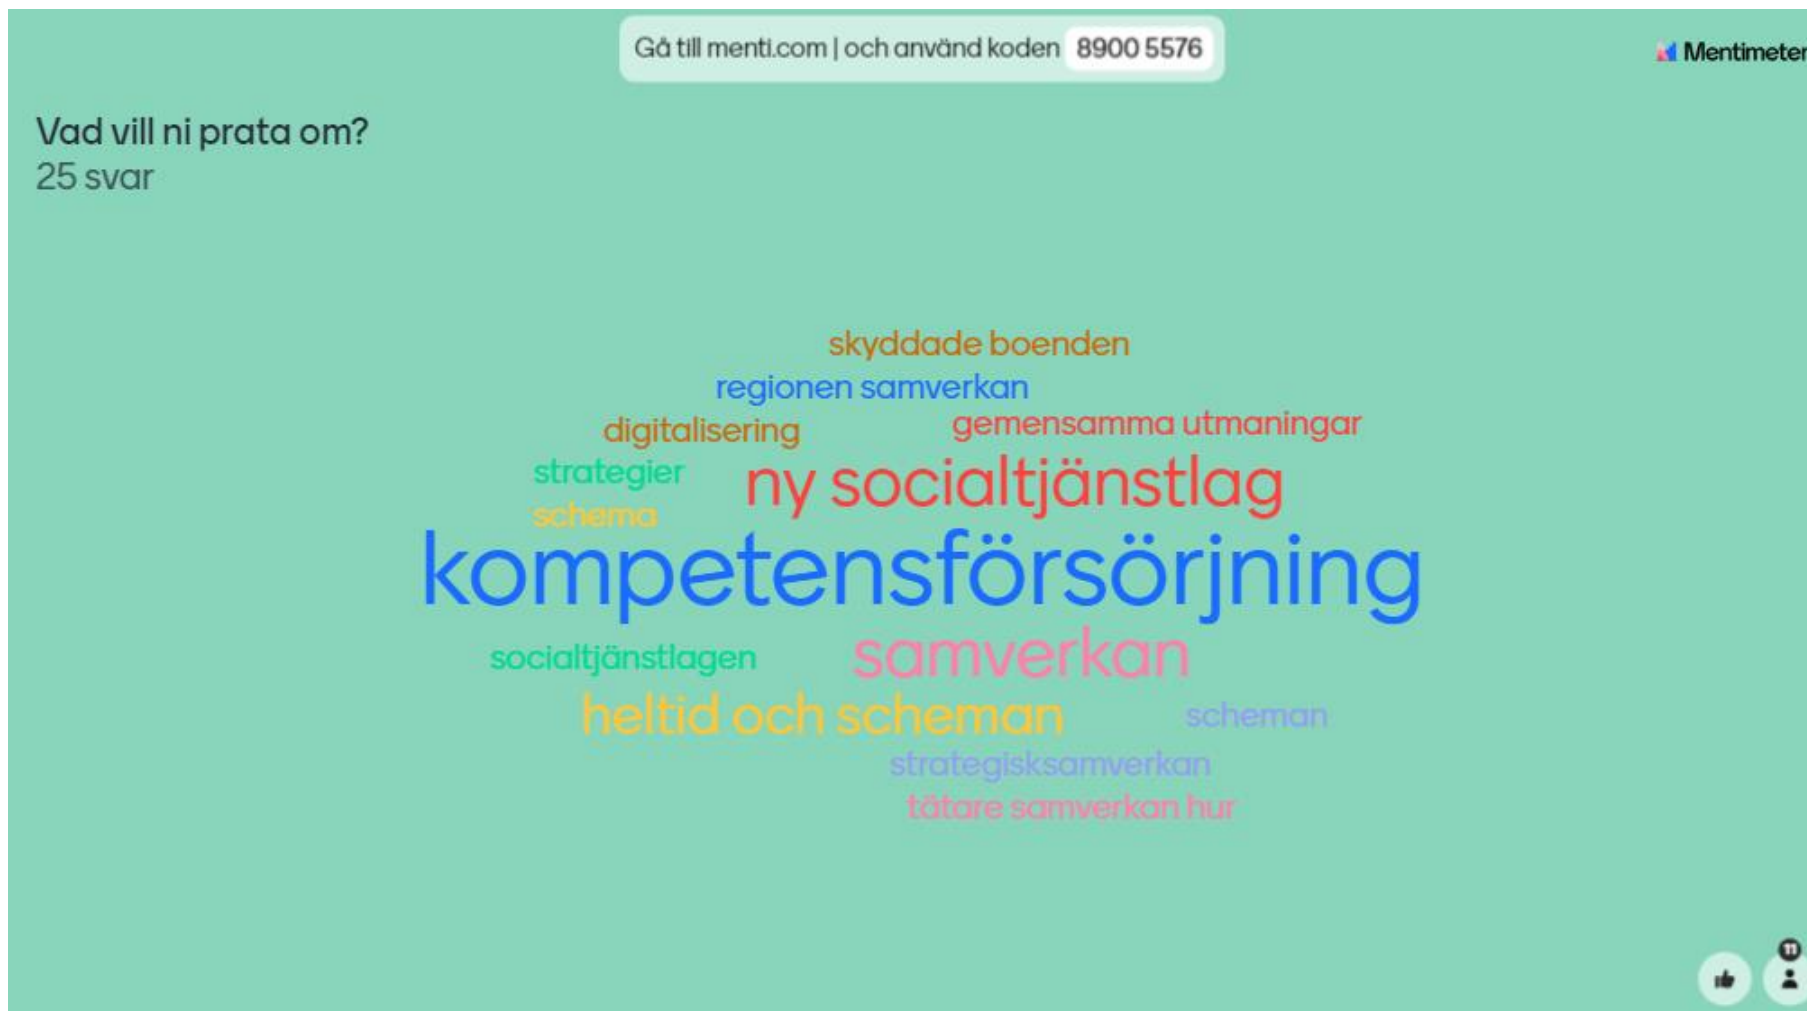 Gå till menti.com | och använd koden 8900 5576
Mentimeter
Vad vill ni prata om?
25 svar
skyddade boenden
regionen samverkan
digitalisering
gemensamma utmaningar
strategier
ny socialtjänstlag
schema
kompetensförsörjning
socialtjänstlagen
samverkan
heltid och scheman
scheman
strategisksamverkan
tätare samverkan hur
11